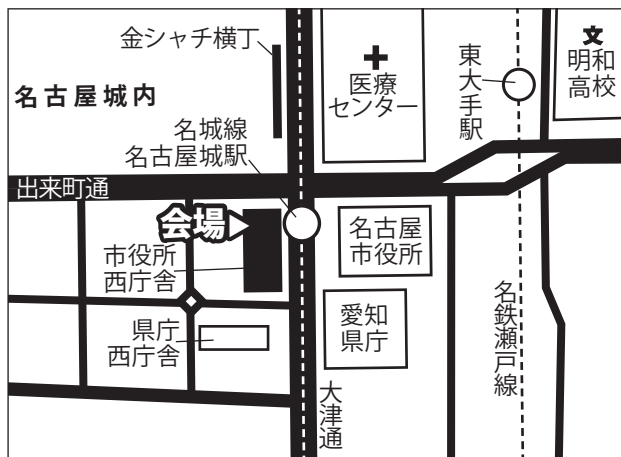 金シャチ横丁
名古屋城内
名城線
名古屋城駅
医療
センター
東大手駅
文
明和
高校
出来町通
会場
市役所
西庁舎
県庁
西庁舎
名古屋
市役所
愛知
県庁
大津通
名鉄瀬戸線